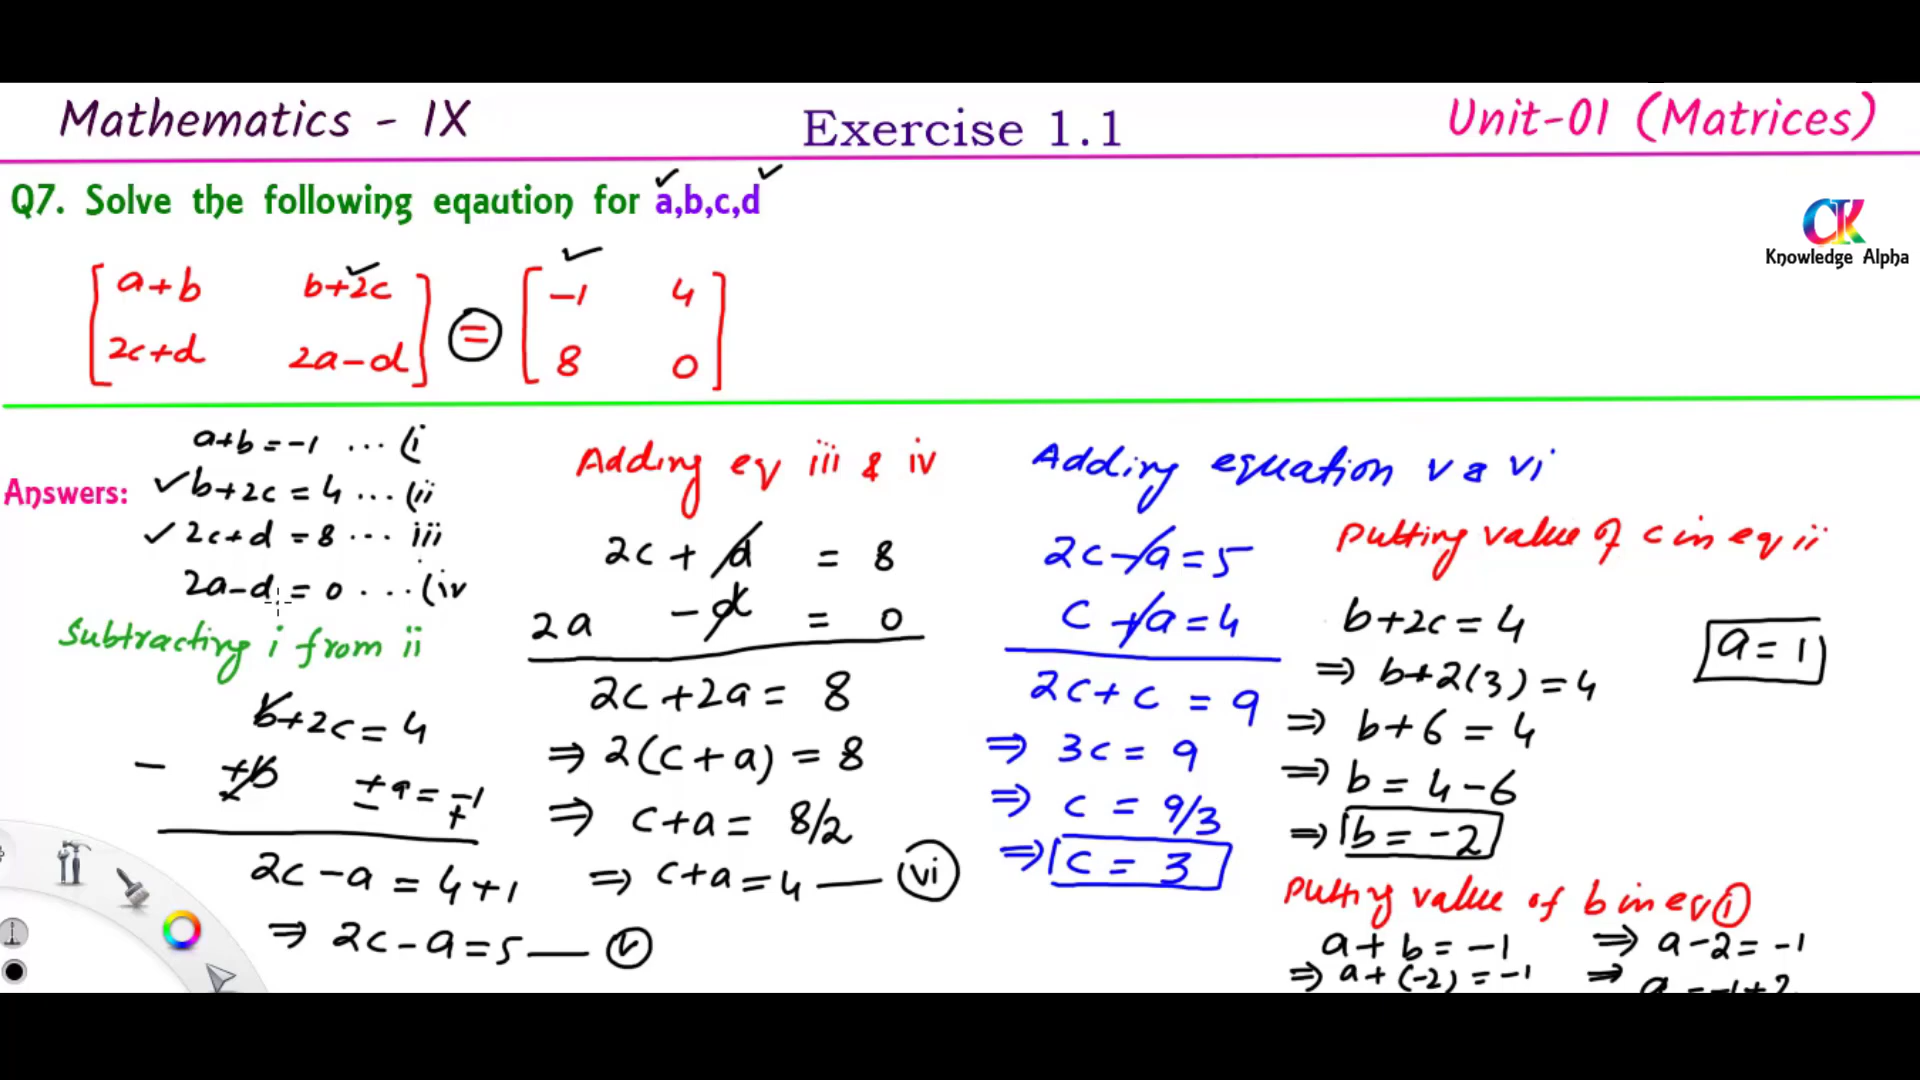 Mathematics - IX
Exercise 1.1
Unit-01 (Matrices)
Q7. Solve the following eqaution for a,b,c,d
CK
Knowledge Alpha
a+b b+2c = -1 4
2c+d 2a-d 8 0
Answers:
a+b = -1 ... (i
b+2c = 4 ... (ii
2c+d = 8 ... iii
2a-d = 0 ... (iv
Subtracting i from ii
b+2c = 4
- +b +a = -1
- - +
2c - a = 4+1
⇒ 2c - a = 5 — v
Adding eq iii & iv
2c + d = 8
2a - d = 0
2c + 2a = 8
⇒ 2(c + a) = 8
⇒ c+a = 8/2
⇒ c+a = 4 — vi
Adding equation v & vi
2c - a = 5
c + a = 4
2c + c = 9
⇒ 3c = 9
⇒ c = 9/3
⇒ c = 3
Putting value of c in eq ii
b+2c = 4
⇒ b+2(3) = 4
⇒ b+6 = 4
⇒ b = 4-6
⇒ b = -2
a = 1
Putting value of b in eq i
a + b = -1
⇒ a + (-2) = -1
⇒ a - 2 = -1
⇒ a = -1+2